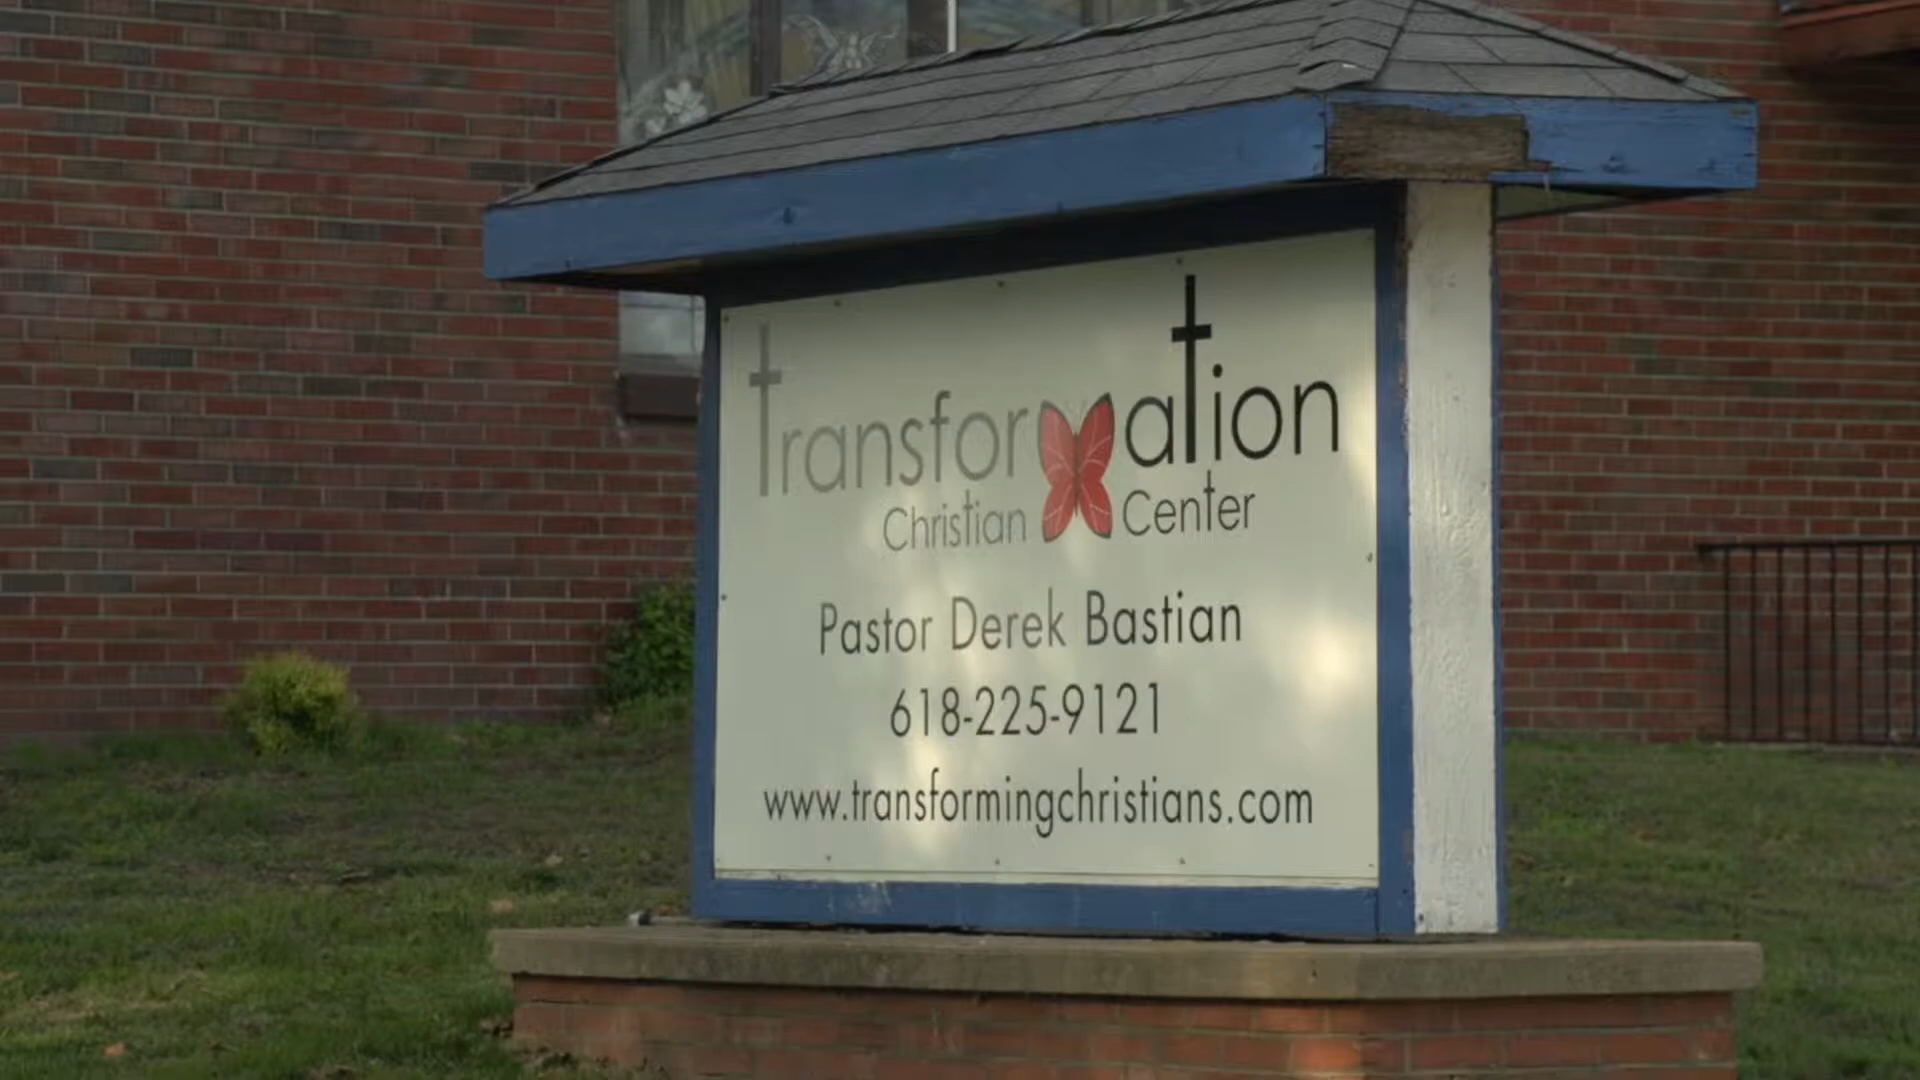 transformation
Christian Center
Pastor Derek Bastian
618-225-9121
www.transformingchristians.com